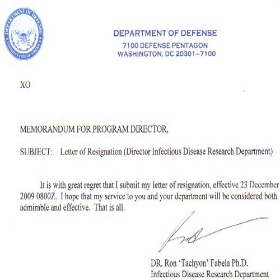 DEPARTMENT OF DEFENSE
7100 DEFENSE PENTAGON
WASHINGTON, DC 20301-7100
XO
MEMORANDUM FOR PROGRAM DIRECTOR,
SUBJECT: Letter of Resignation (Director Infectious Disease Research Department)
It is with great regret that I submit my letter of resignation, effective 23 December
2009 0800Z. I hope that my service to you and your department will be considered both
admirable and effective. That is all.
DR. Ron 'Tachyon' Fabela Ph.D.
Infectious Disease Research Department